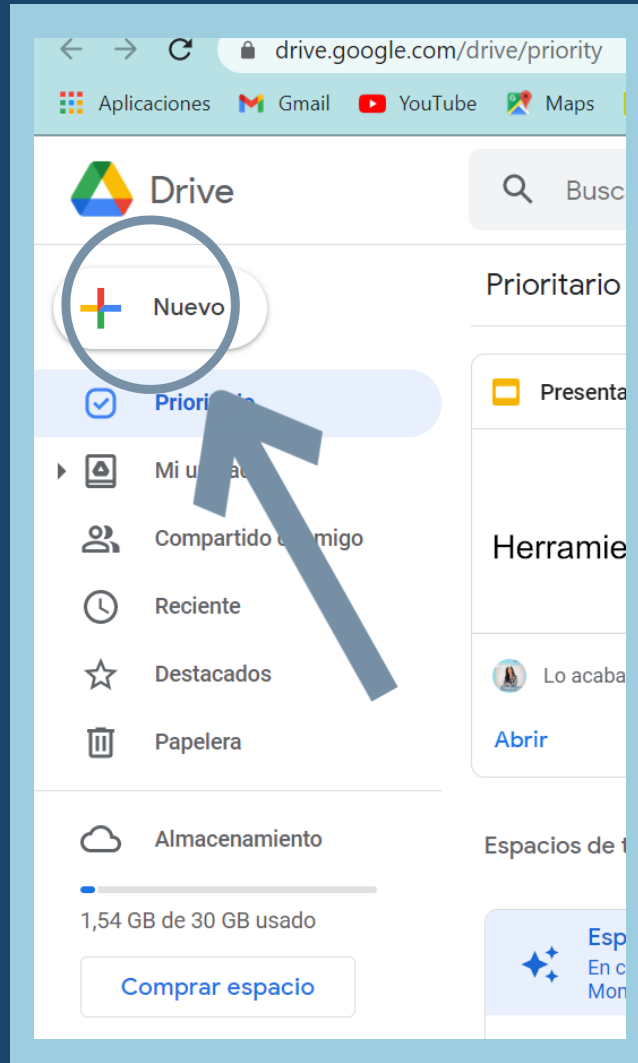 drive.google.com/drive/priority
Aplicaciones Gmail YouTube Maps
Drive
Busc
Nuevo
Prioritario
Presenta
Mi
Compartido
Herramie
Reciente
Destacados
Lo acaba
Papelera
Abrir
Almacenamiento
Espacios de t
1,54 GB de 30 GB usado
Esp
En c
Mon
Comprar espacio